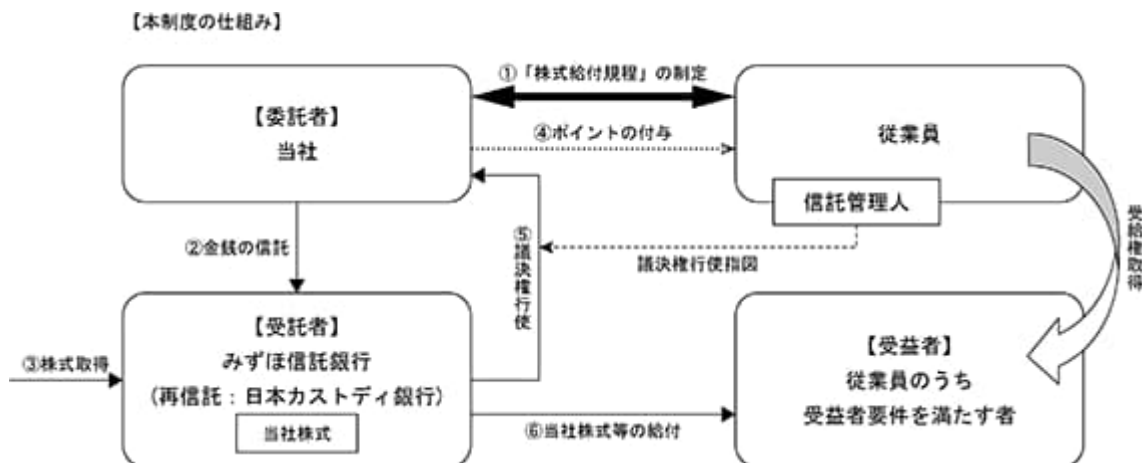 【本制度の仕組み】
①「株式給付規程」の制定
【委託者】
当社
④ポイントの付与
従業員
信託管理人
②金銭の信託
⑤議決権行使
議決権行使指図
受給権取得
【受託者】
みずほ信託銀行
(再信託:日本カストディ銀行)
当社株式
③株式取得
⑥当社株式等の給付
【受益者】
従業員のうち
受益者要件を満たす者